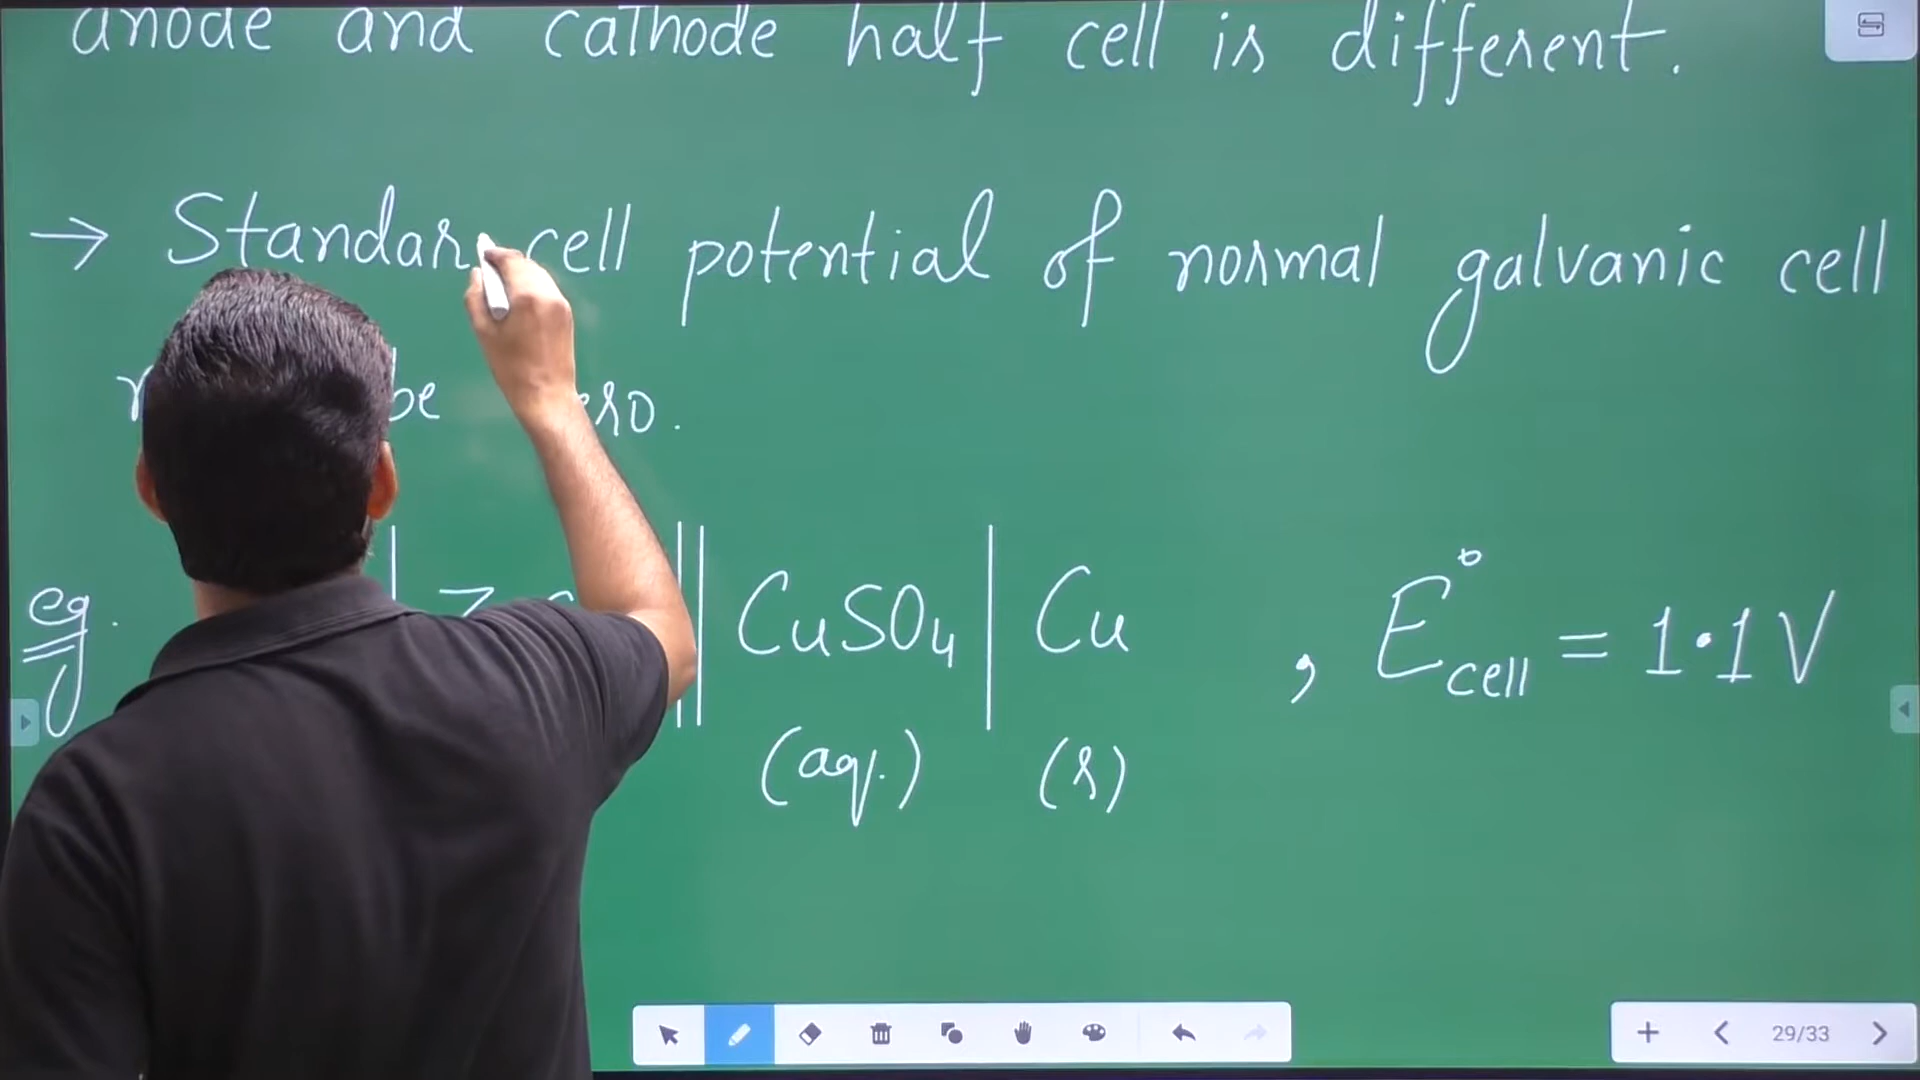 anode and cathode half cell is different.
→ Standar cell potential of normal galvanic cell
be zero.
eg. | || CuSO₄ | Cu , E°cell = 1.1 V
(aq.) (s)
29/33